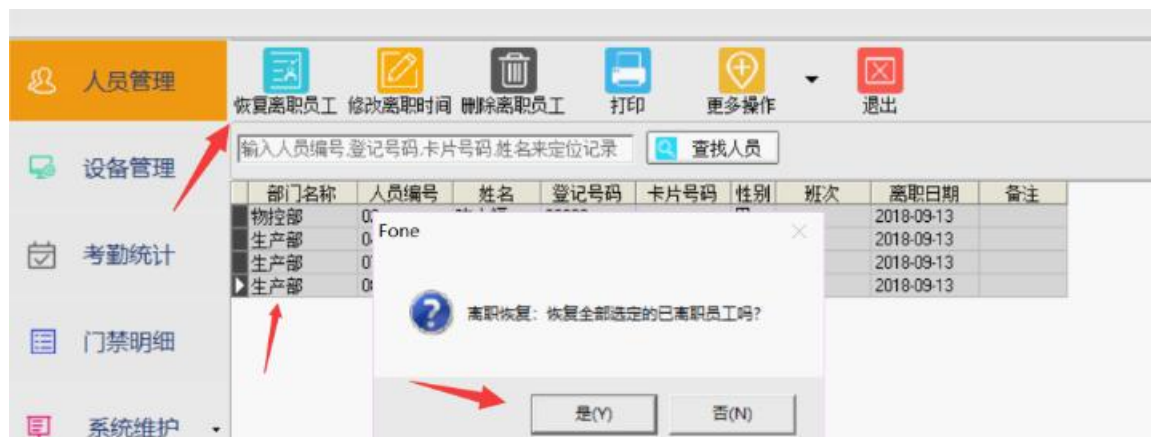 人员管理
恢复离职员工 修改离职时间 删除离职员工 打印 更多操作 退出
输入人员编号,登记号码,卡片号码,姓名来定位记录 查找人员
设备管理
部门名称 人员编号 姓名 登记号码 卡片号码 性别 班次 离职日期 备注
物控部 2018-09-13
生产部 2018-09-13
生产部 2018-09-13
生产部 2018-09-13
Fone
考勤统计
离职恢复：恢复全部选定的已离职员工吗?
门禁明细
是(Y) 否(N)
系统维护